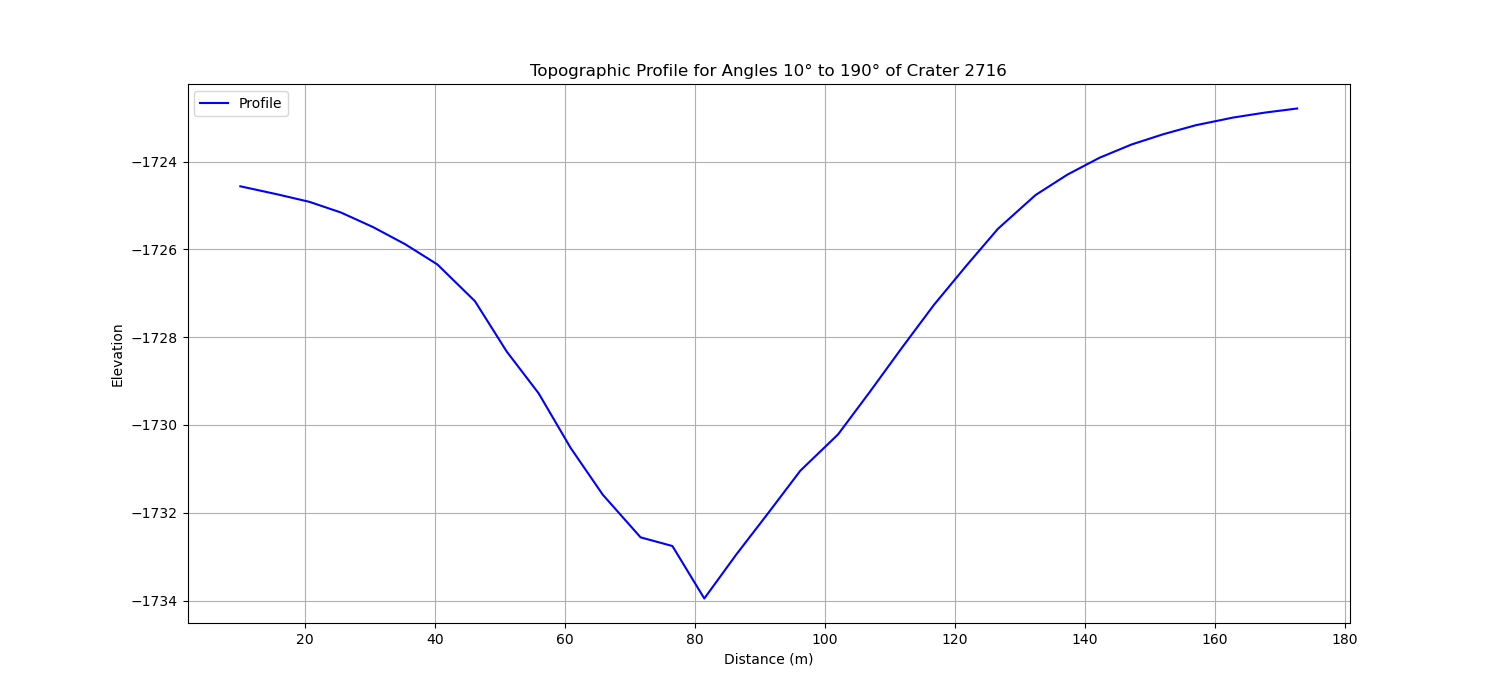 Topographic Profile for Angles 10° to 190° of Crater 2716
Profile
−1724
−1726
−1728
−1730
−1732
−1734
Elevation
20 40 60 80 100 120 140 160 180
Distance (m)